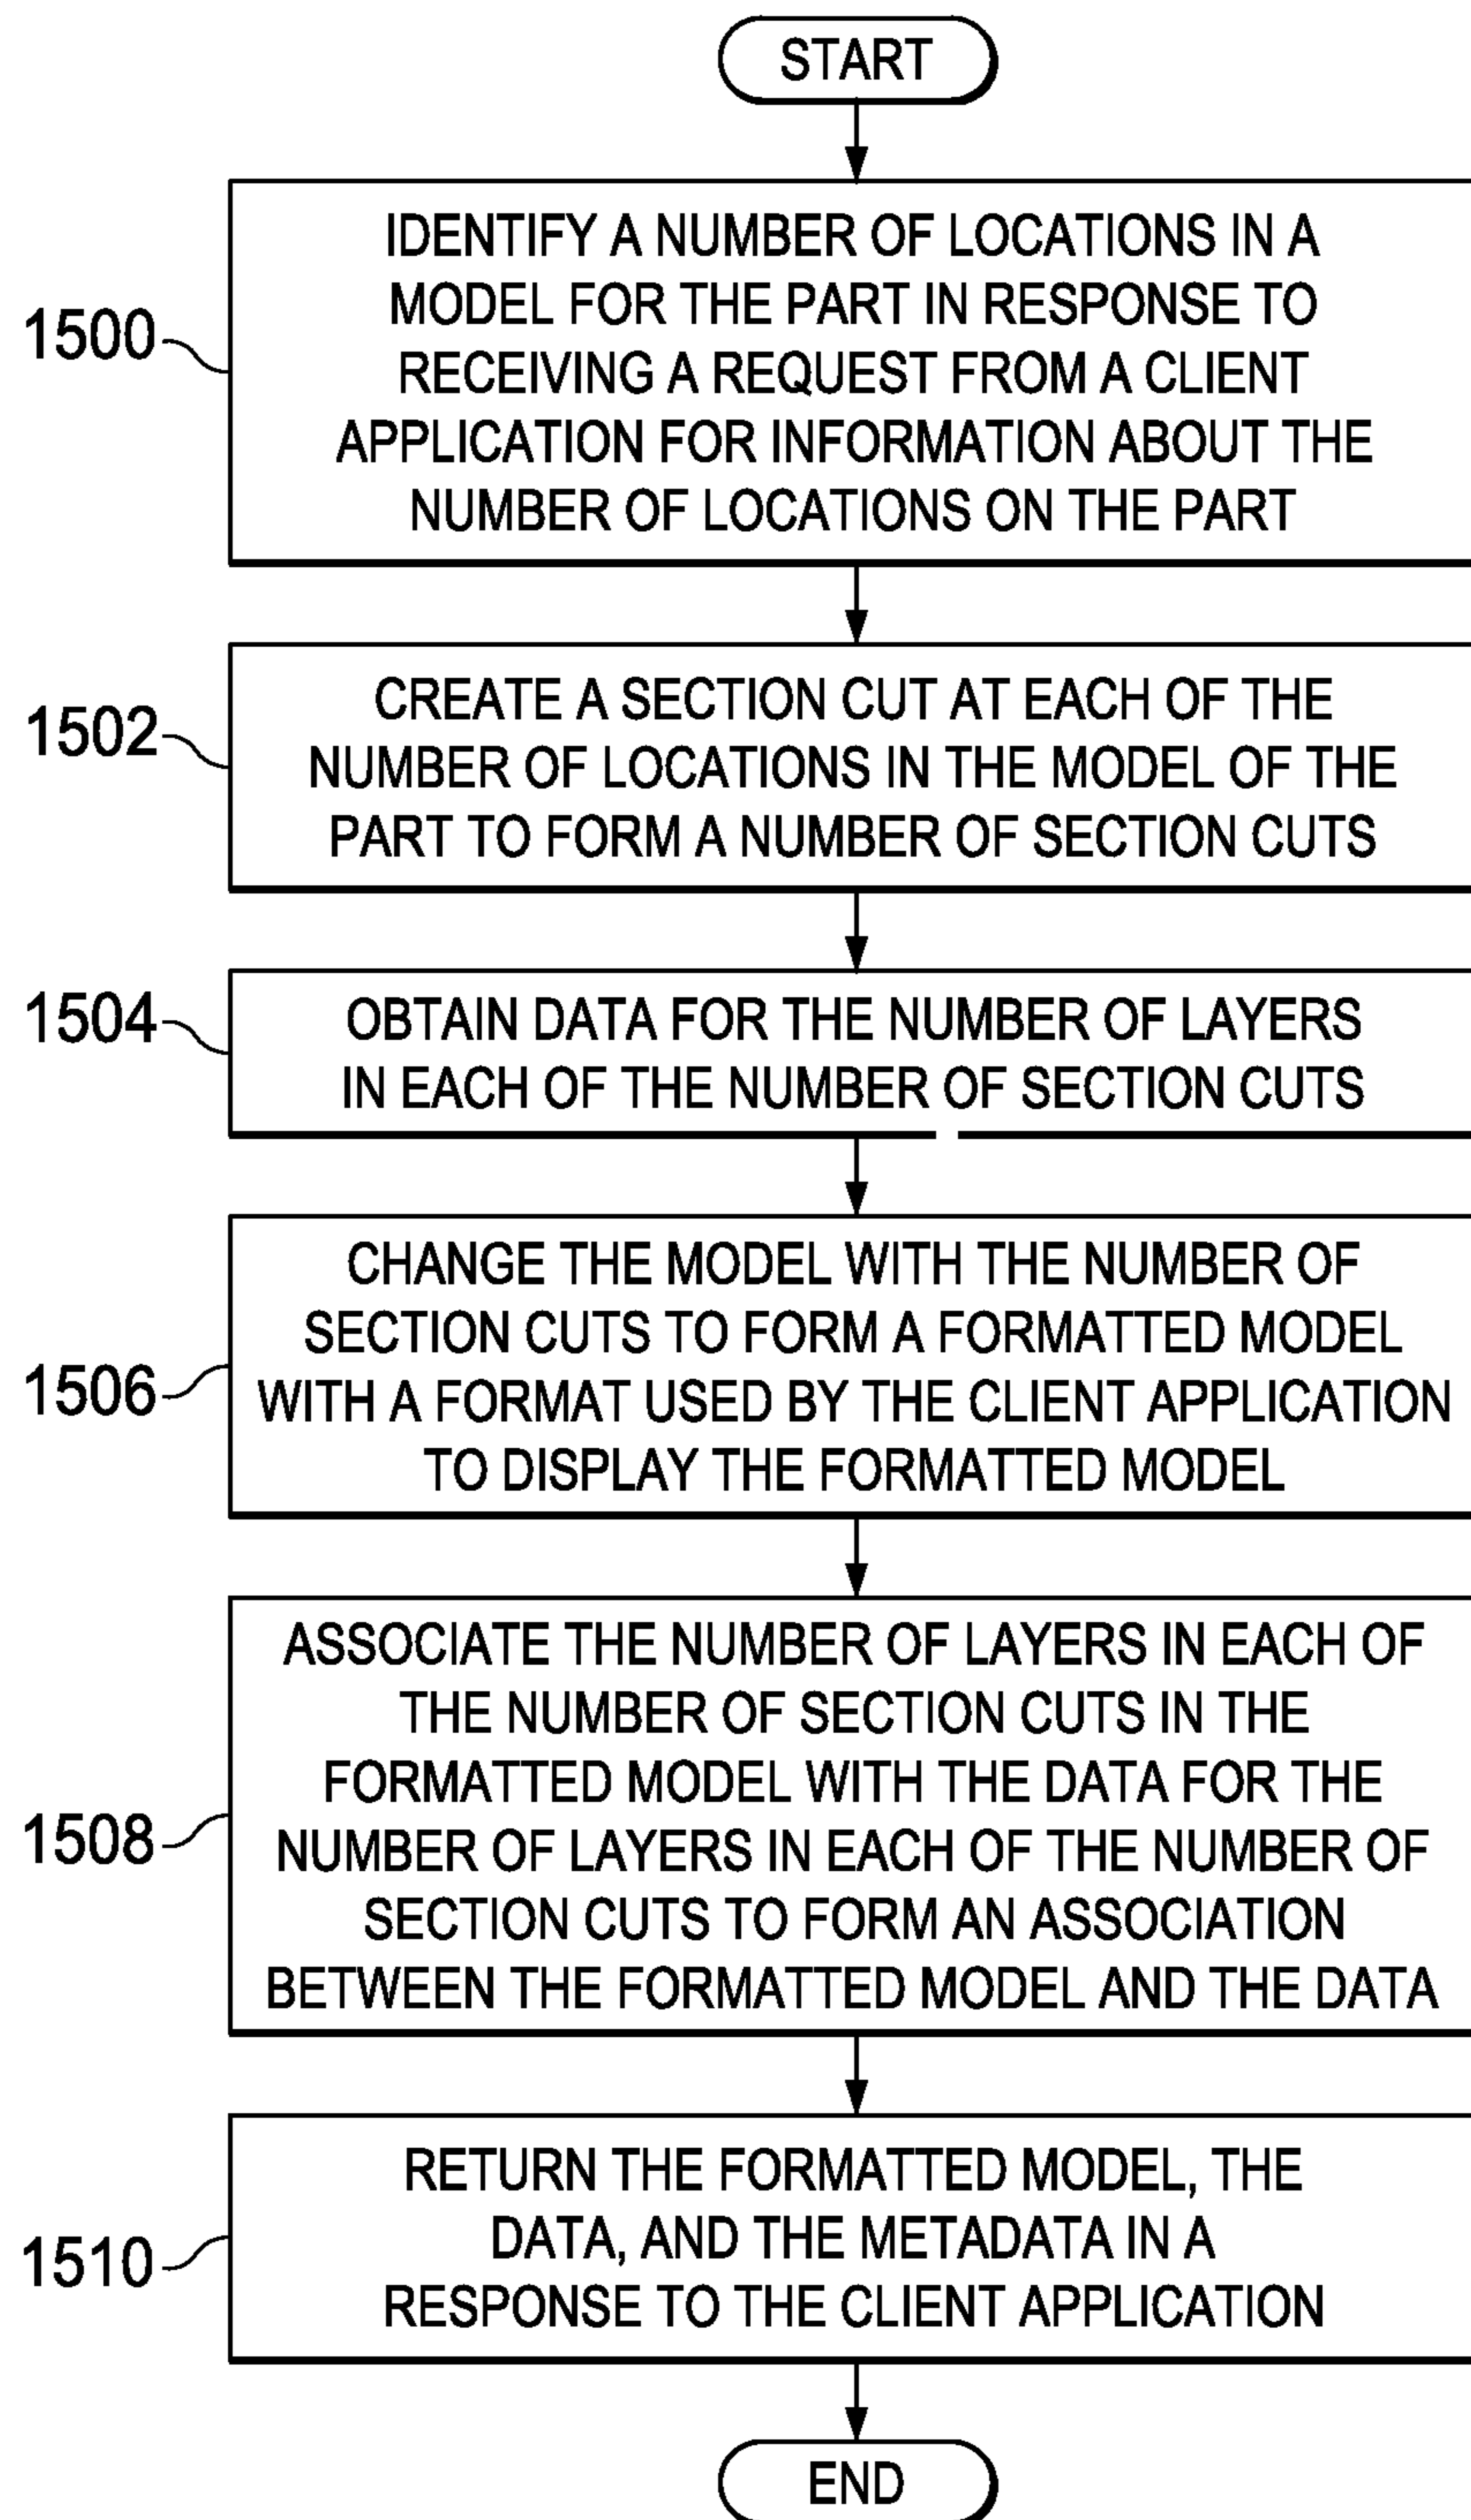 START
1500
IDENTIFY A NUMBER OF LOCATIONS IN A
MODEL FOR THE PART IN RESPONSE TO
RECEIVING A REQUEST FROM A CLIENT
APPLICATION FOR INFORMATION ABOUT THE
NUMBER OF LOCATIONS ON THE PART
1502
CREATE A SECTION CUT AT EACH OF THE
NUMBER OF LOCATIONS IN THE MODEL OF THE
PART TO FORM A NUMBER OF SECTION CUTS
1504
OBTAIN DATA FOR THE NUMBER OF LAYERS
IN EACH OF THE NUMBER OF SECTION CUTS
1506
CHANGE THE MODEL WITH THE NUMBER OF
SECTION CUTS TO FORM A FORMATTED MODEL
WITH A FORMAT USED BY THE CLIENT APPLICATION
TO DISPLAY THE FORMATTED MODEL
1508
ASSOCIATE THE NUMBER OF LAYERS IN EACH OF
THE NUMBER OF SECTION CUTS IN THE
FORMATTED MODEL WITH THE DATA FOR THE
NUMBER OF LAYERS IN EACH OF THE NUMBER OF
SECTION CUTS TO FORM AN ASSOCIATION
BETWEEN THE FORMATTED MODEL AND THE DATA
1510
RETURN THE FORMATTED MODEL, THE
DATA, AND THE METADATA IN A
RESPONSE TO THE CLIENT APPLICATION
END